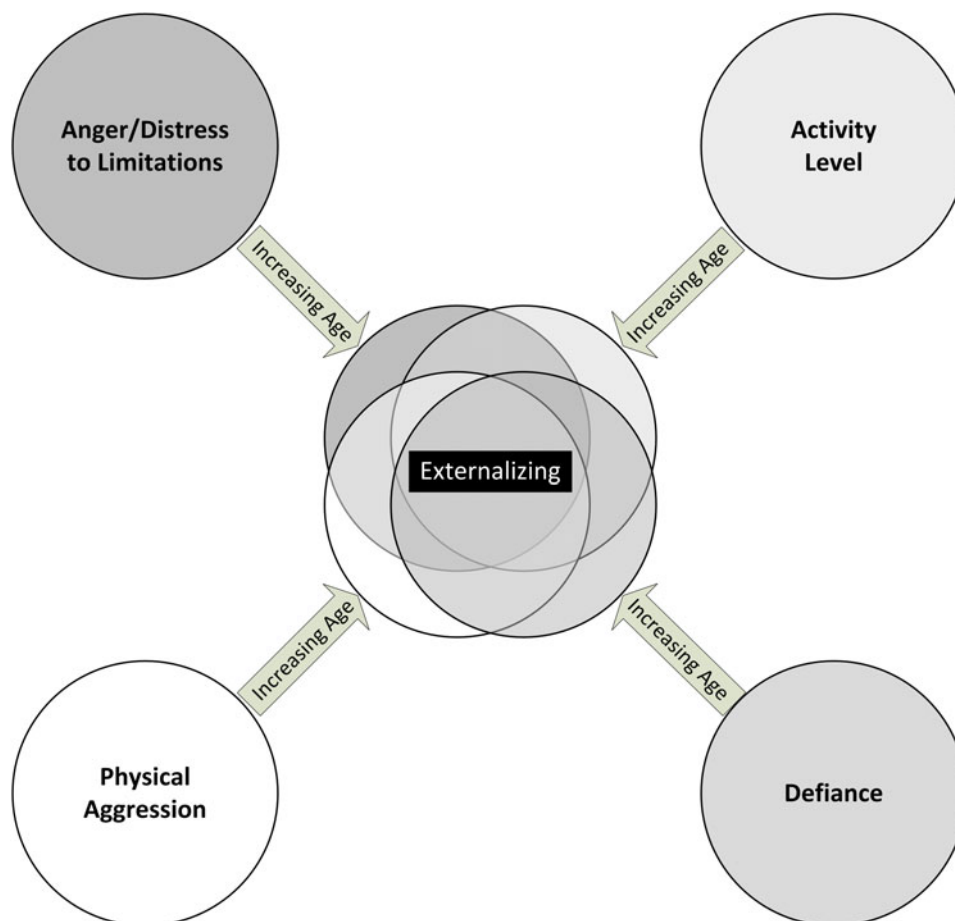 Anger/Distress
to Limitations
Activity
Level
Increasing Age
Increasing Age
Externalizing
Increasing Age
Increasing Age
Physical
Aggression
Defiance